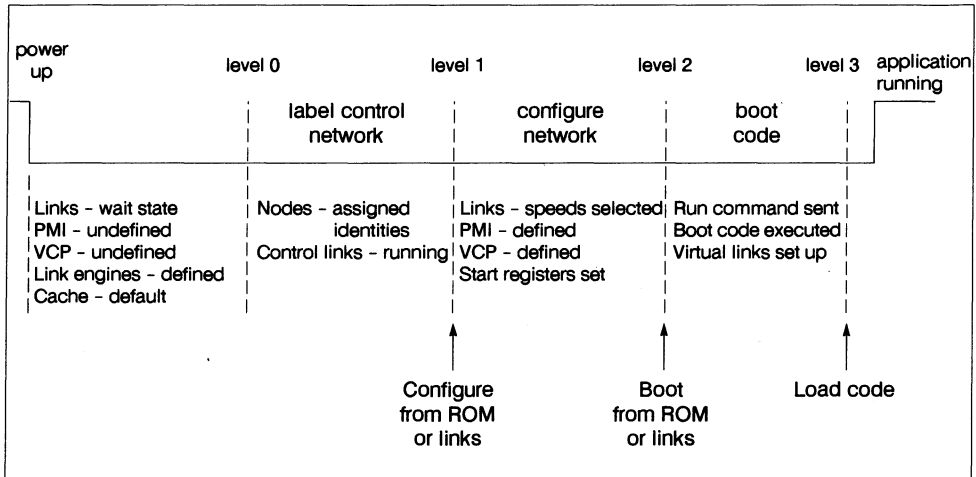 power
up
level 0
level 1
level 2
level 3
application
running
label control
network
configure
network
boot
code
Links – wait state
PMI – undefined
VCP – undefined
Link engines – defined
Cache – default
Nodes – assigned
identities
Control links – running
Links – speeds selected
PMI – defined
VCP – defined
Start registers set
Run command sent
Boot code executed
Virtual links set up
Configure
from ROM
or links
Boot
from ROM
or links
Load code